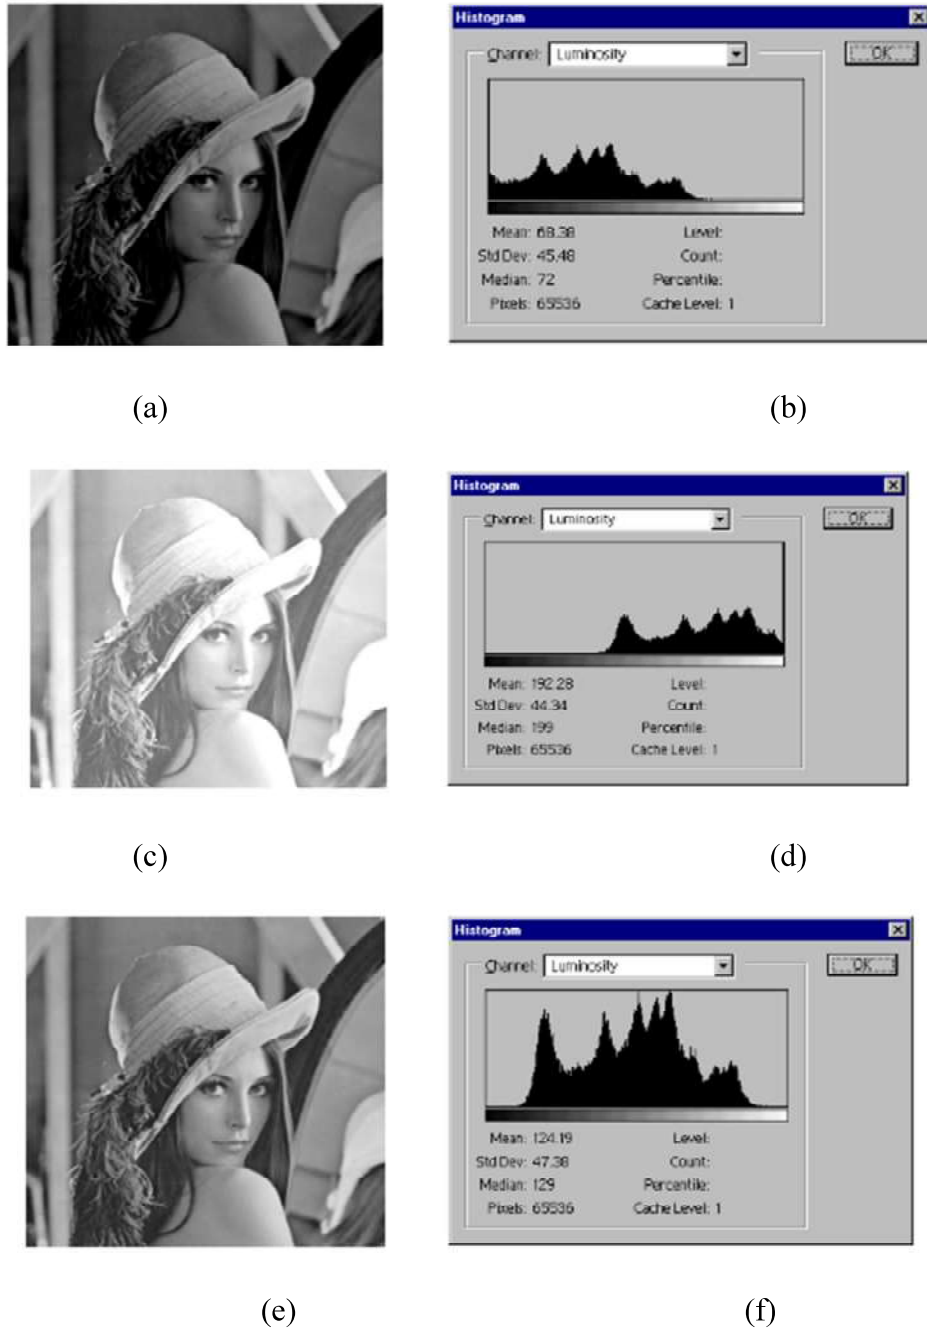 Histogram
Channel: Luminosity
OK
Mean: 68.38 Level:
Std Dev: 45.48 Count:
Median: 72 Percentile:
Pixels: 65536 Cache Level: 1
(a) (b)
Histogram
Channel: Luminosity
OK
Mean: 192.28 Level:
Std Dev: 44.34 Count:
Median: 199 Percentile:
Pixels: 65536 Cache Level: 1
(c) (d)
Histogram
Channel: Luminosity
OK
Mean: 124.19 Level:
Std Dev: 47.38 Count:
Median: 129 Percentile:
Pixels: 65536 Cache Level: 1
(e) (f)